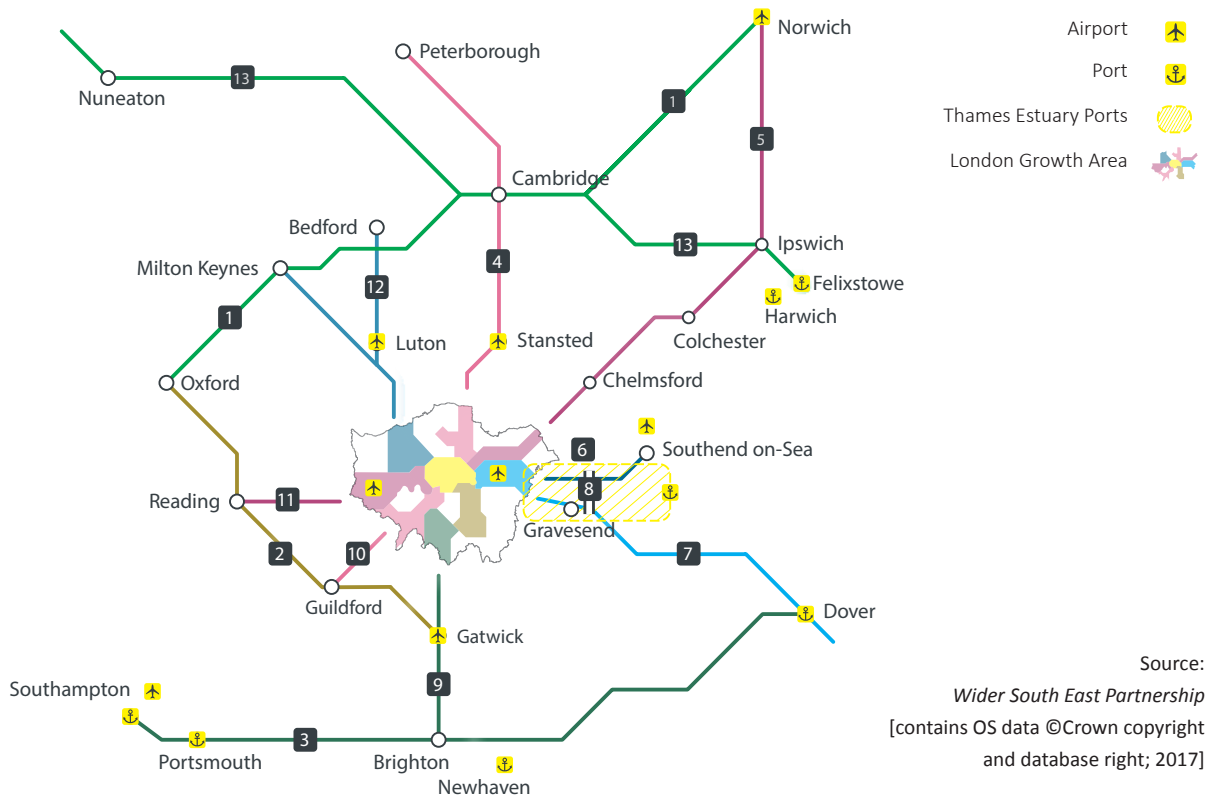 Norwich
Airport
Peterborough
Port
13
Nuneaton
1
Thames Estuary Ports
5
London Growth Area
Cambridge
Bedford
Ipswich
13
Milton Keynes
4
12
Felixstowe
Harwich
1
Luton
Stansted
Colchester
Oxford
Chelmsford
6
Southend on-Sea
8
Reading
11
Gravesend
2
10
7
Guildford
Dover
Gatwick
Southampton
9
3
Portsmouth
Brighton
Newhaven
Source:
Wider South East Partnership
[contains OS data ©Crown copyright
and database right; 2017]